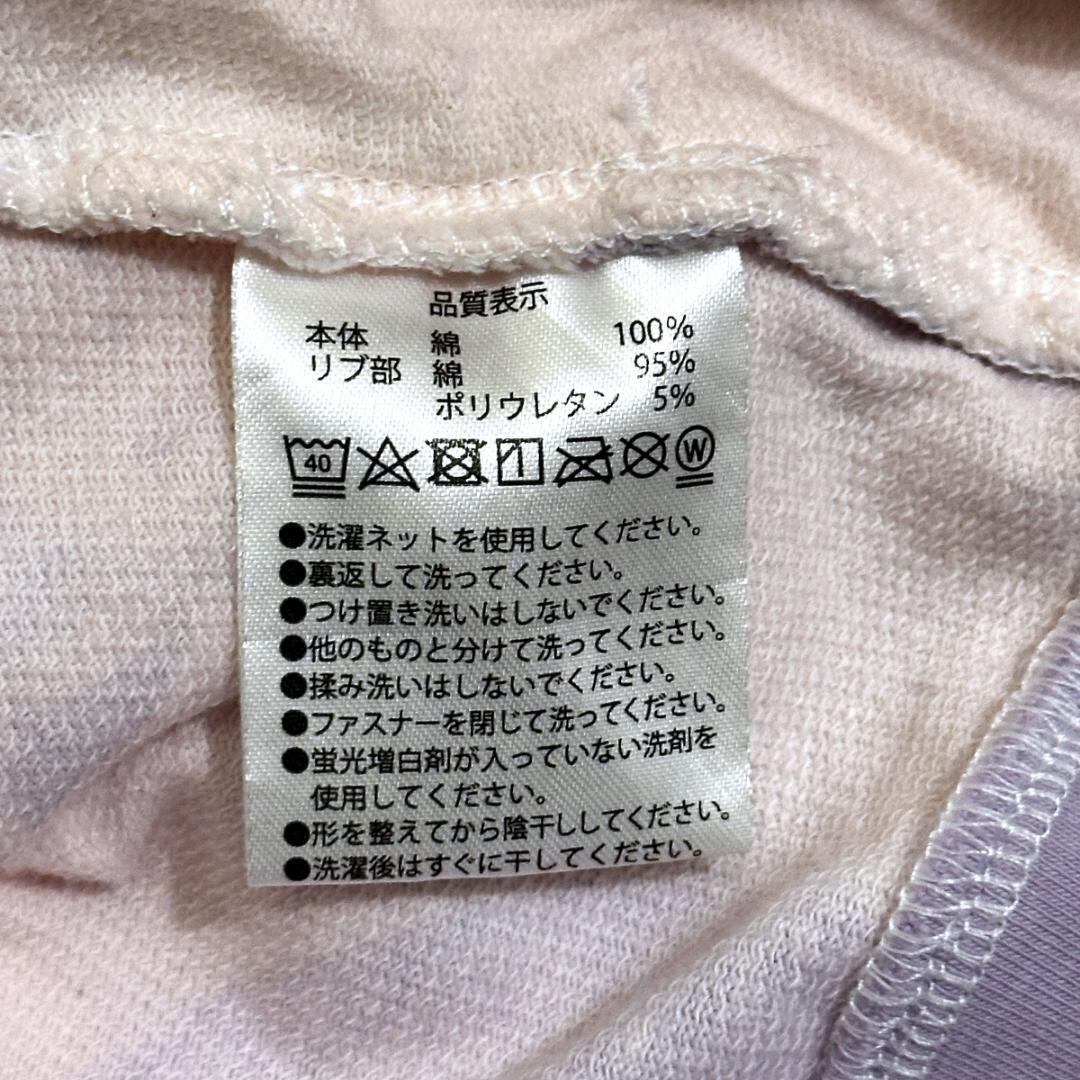 品質表示
本体 綿 100%
リブ部 綿 95%
ポリウレタン 5%
40 W
●洗濯ネットを使用してください。
●裏返して洗ってください。
●つけ置き洗いはしないでください。
●他のものと分けて洗ってください。
●揉み洗いはしないでください。
●ファスナーを閉じて洗ってください。
●蛍光増白剤が入っていない洗剤を
使用してください。
●形を整えてから陰干ししてください。
●洗濯後はすぐに干してください。